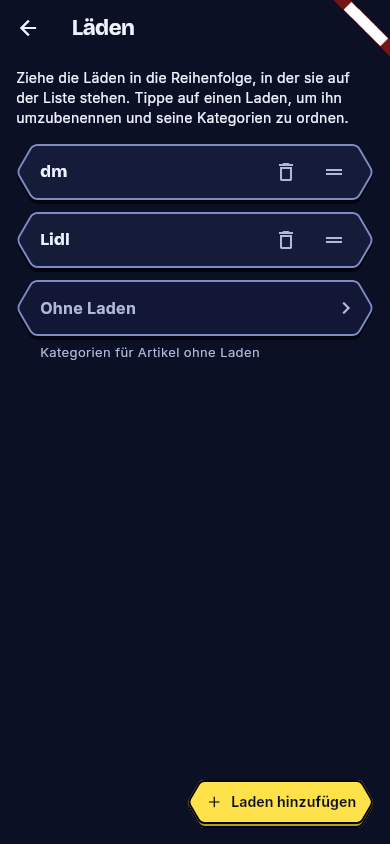 Läden
Ziehe die Läden in die Reihenfolge, in der sie auf
der Liste stehen. Tippe auf einen Laden, um ihn
umzubenennen und seine Kategorien zu ordnen.
dm
Lidl
Ohne Laden
Kategorien für Artikel ohne Laden
Laden hinzufügen